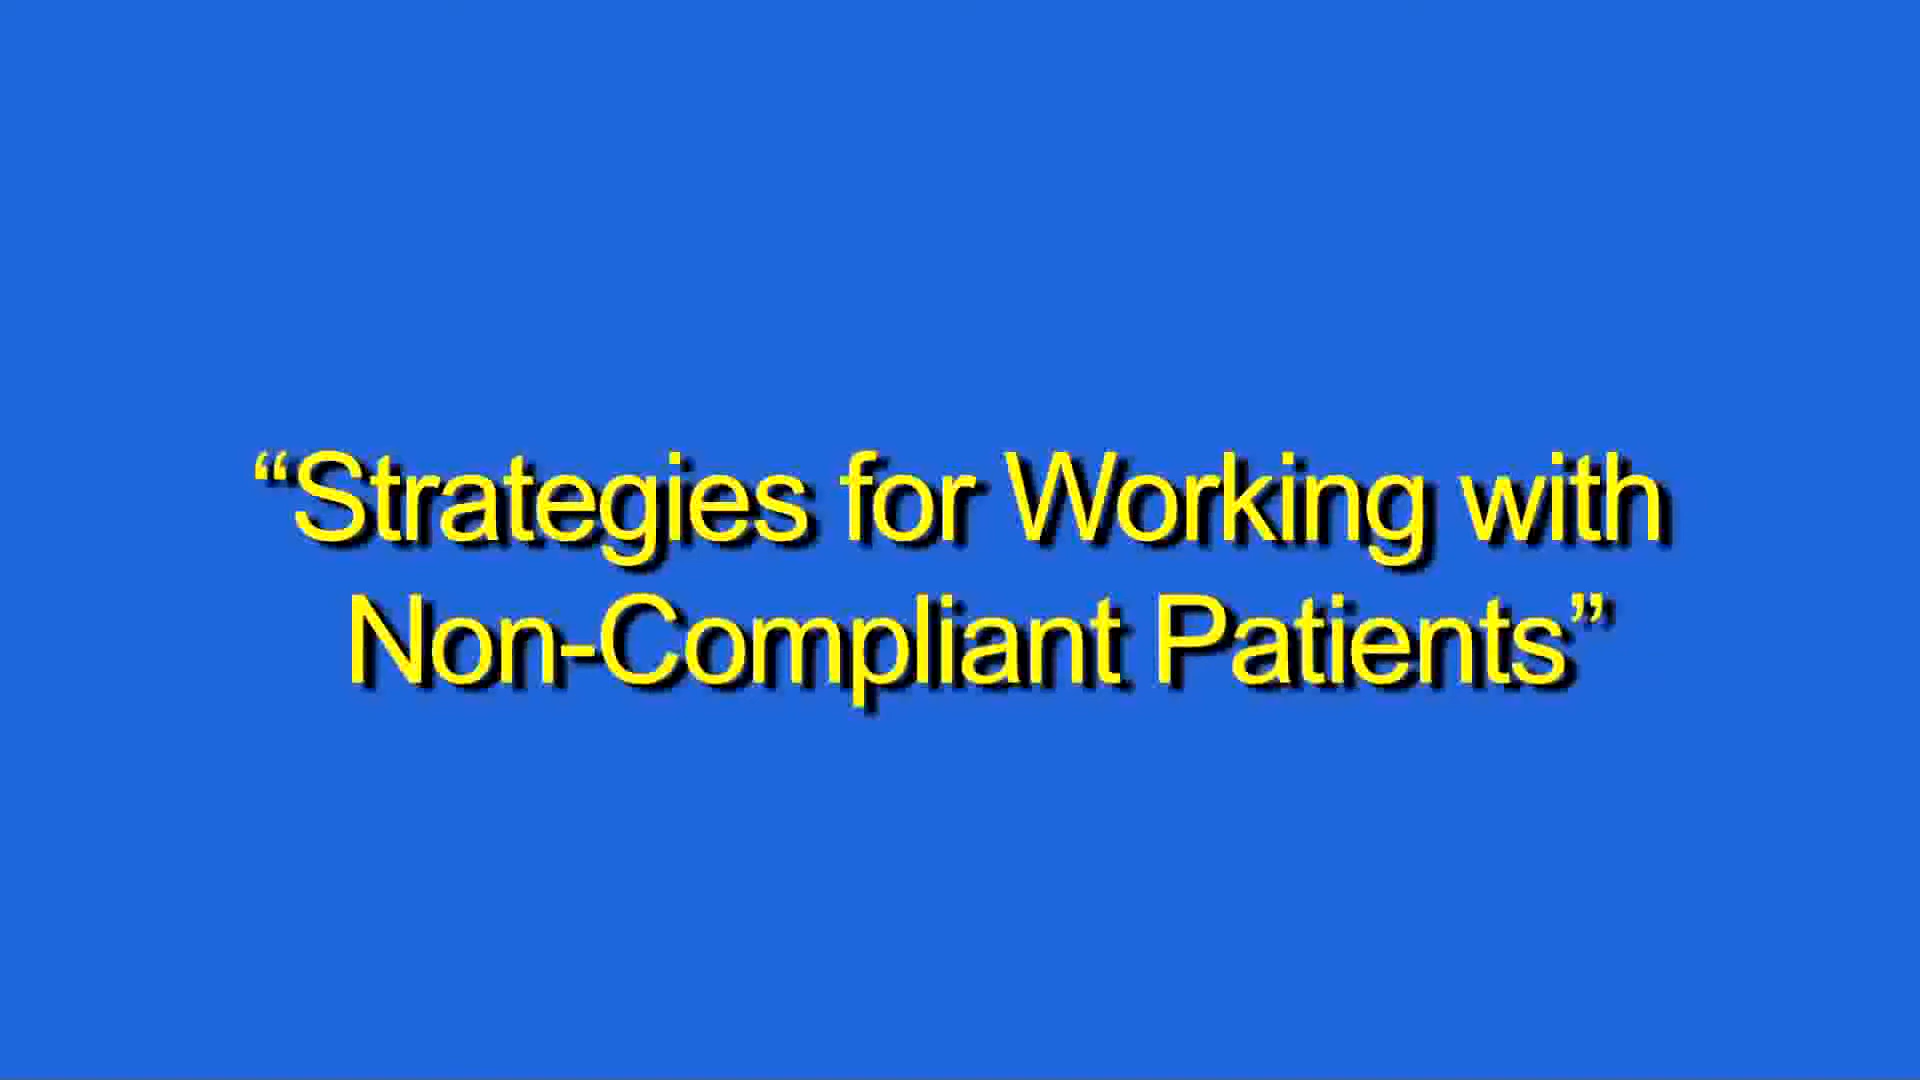 “Strategies for Working with
Non-Compliant Patients”